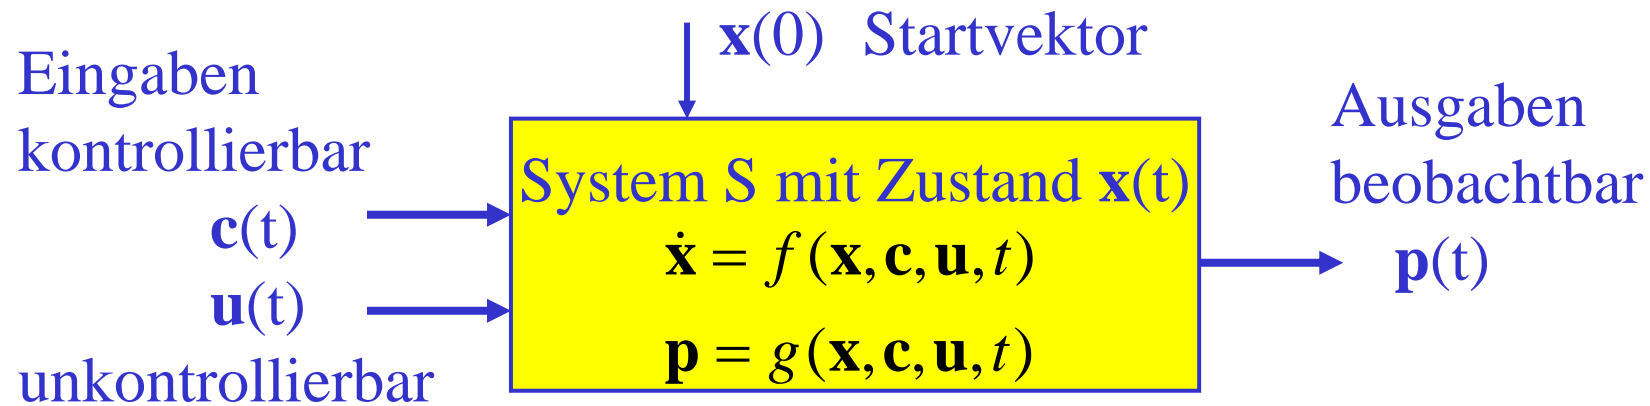 x(0) Startvektor
Eingaben
kontrollierbar
c(t)
u(t)
unkontrollierbar
System S mit Zustand x(t)
ẋ = f(x, c, u, t)
p = g(x, c, u, t)
Ausgaben
beobachtbar
p(t)